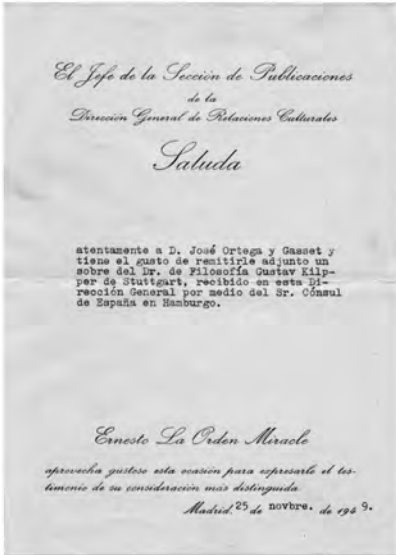 El Jefe de la Sección de Publicaciones
de la
Dirección General de Relaciones Culturales
Saluda
atentamente a D. José Ortega y Gasset y
tiene el gusto de remitirle adjunto un
sobre del Dr. de Filosofía Gustav Kilp-
per de Stuttgart, recibido en esta Di-
rección General por medio del Sr. Cónsul
de España en Hamburgo.
Ernesto La Orden Miracle
aprovecha gustoso esta ocasión para expresarle el tes-
timonio de su consideración más distinguida.
Madrid, 25 de novbre. de 194 9.